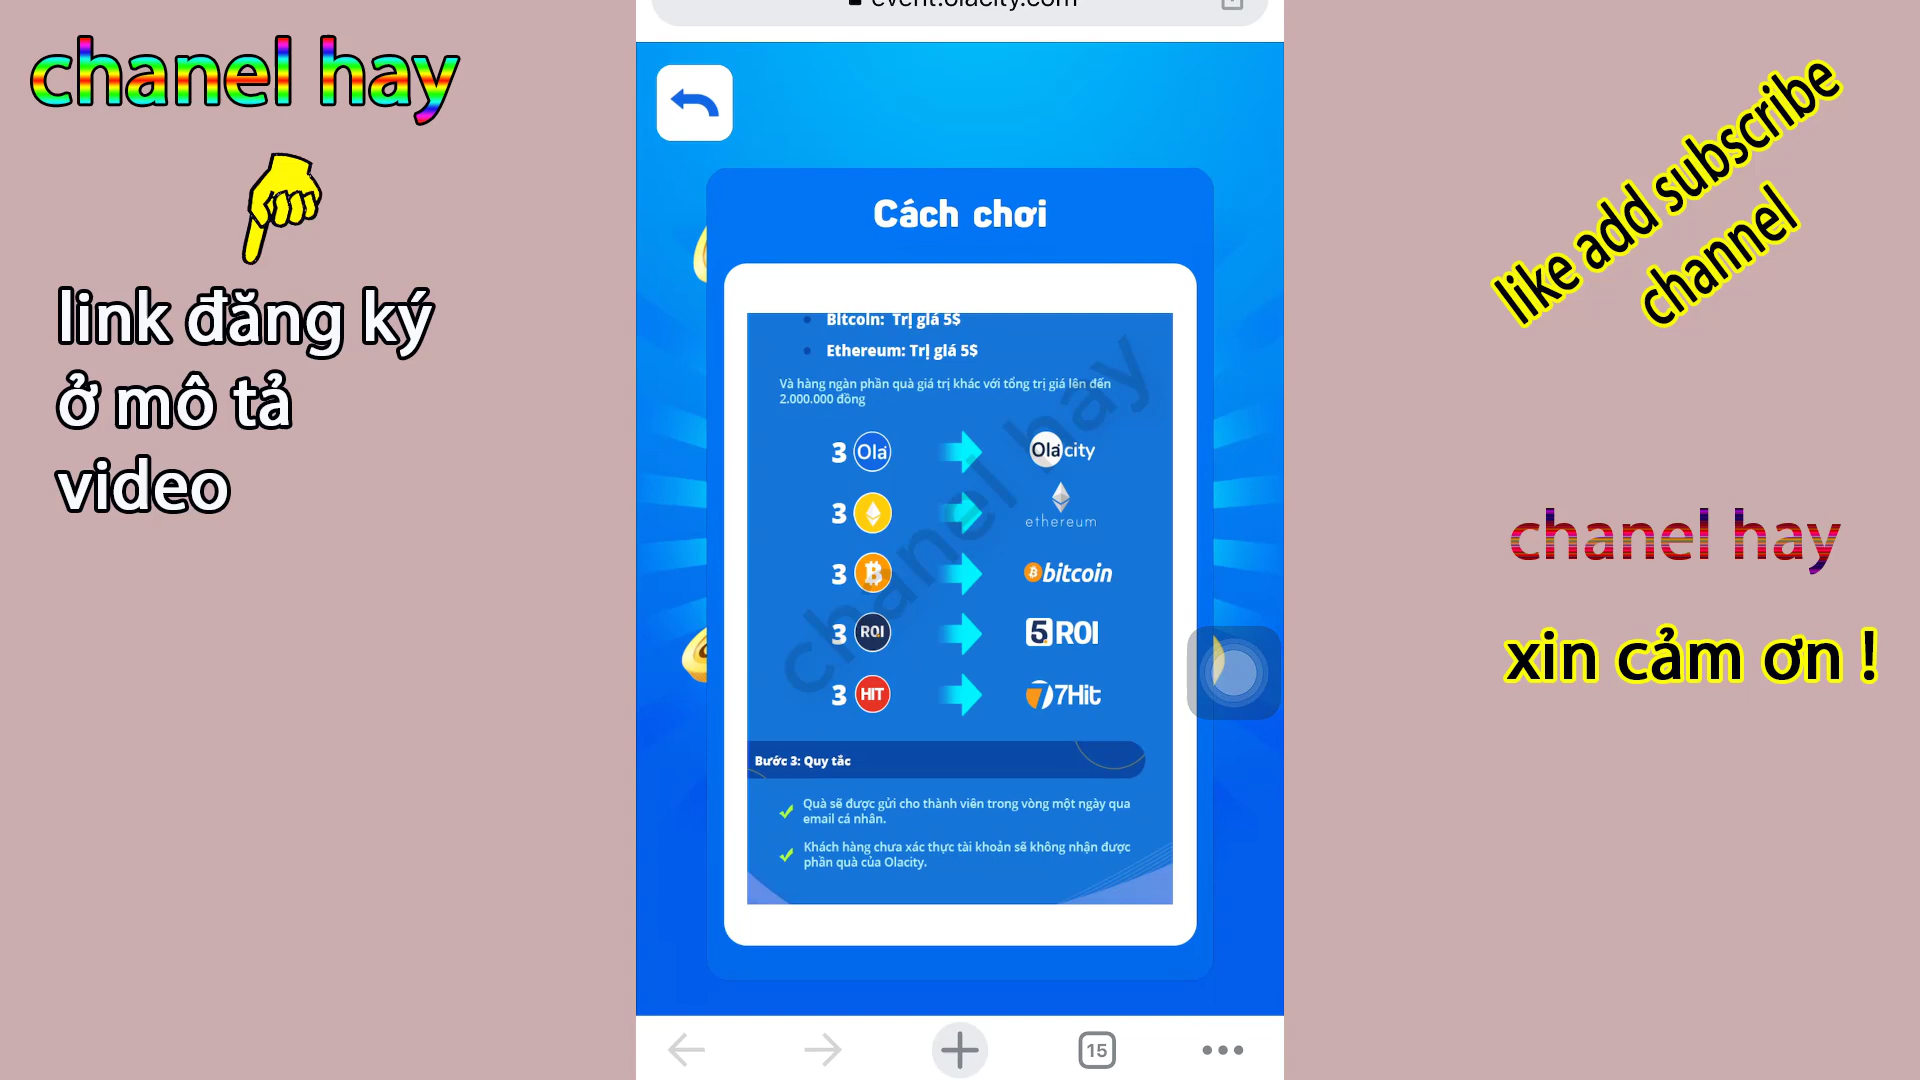 chanel hay
link đăng ký
ở mô tả
video
event.olacity.com
Cách chơi
Bitcoin: Trị giá 5$
Ethereum: Trị giá 5$
Và hàng ngàn phần quà giá trị khác với tổng trị giá lên đến
2.000.000 đồng
3 Ola Olacity
3 ethereum
3 bitcoin
3 ROI 5ROI
3 HIT 7Hit
chanel hay
Bước 3: Quy tắc
Quà sẽ được gửi cho thành viên trong vòng một ngày qua
email cá nhân.
Khách hàng chưa xác thực tài khoản sẽ không nhận được
phần quà của Olacity.
15
like add subscribe
channel
chanel hay
xin cảm ơn !